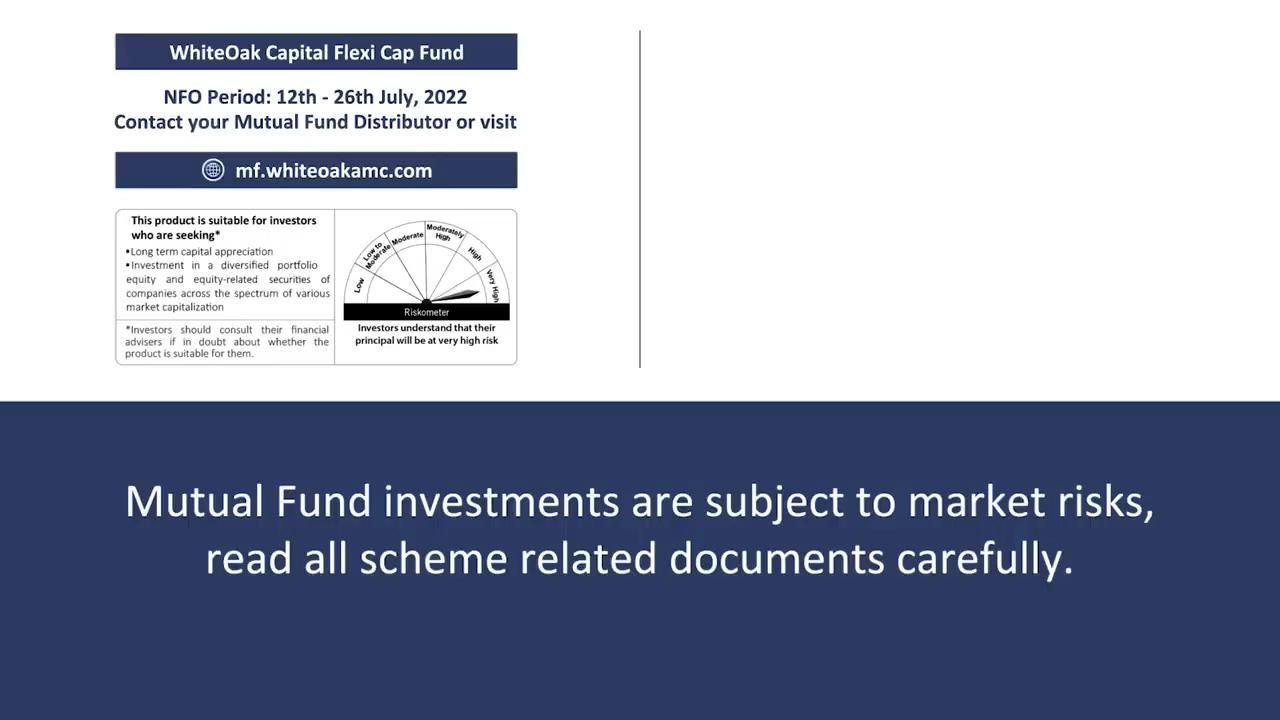 WhiteOak Capital Flexi Cap Fund
NFO Period: 12th - 26th July, 2022
Contact your Mutual Fund Distributor or visit
mf.whiteoakamc.com
This product is suitable for investors
who are seeking*
•Long term capital appreciation
•Investment in a diversified portfolio
equity and equity-related securities of
companies across the spectrum of various
market capitalization
*Investors should consult their financial
advisers if in doubt about whether the
product is suitable for them.
Low
Low to
Moderate
Moderate
Moderately
High
High
Very High
Riskometer
Investors understand that their
principal will be at very high risk
Mutual Fund investments are subject to market risks,
read all scheme related documents carefully.